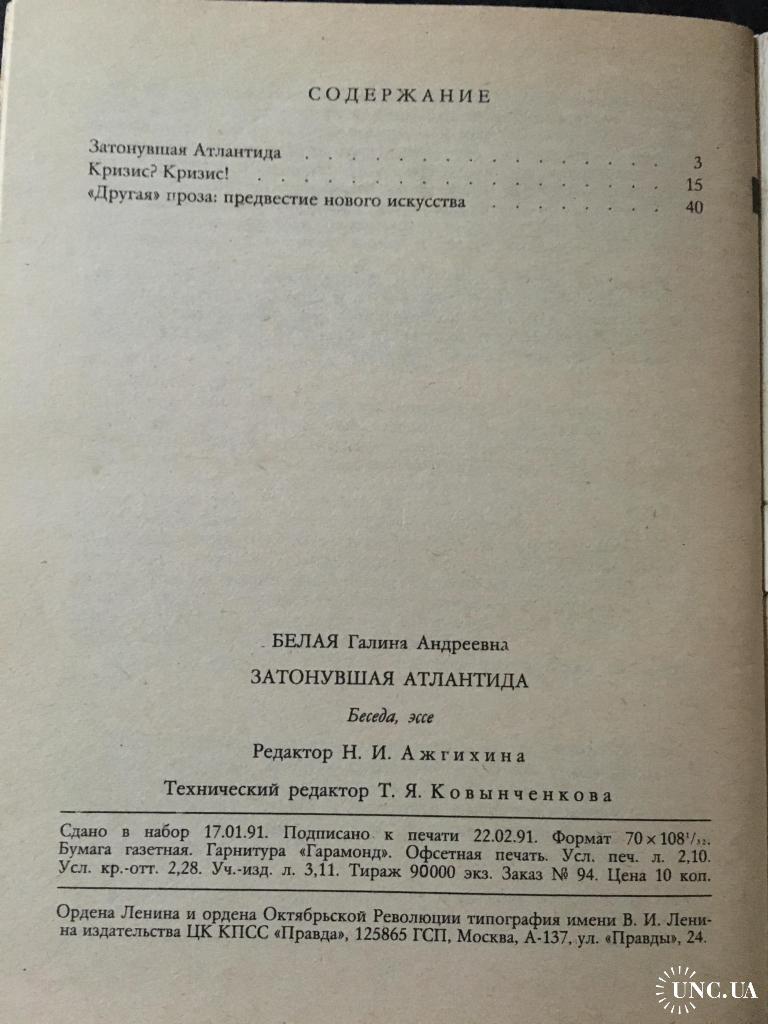 СОДЕРЖАНИЕ
Затонувшая Атлантида . . . . . . . . . . . . . . . 3
Кризис? Кризис! . . . . . . . . . . . . . . . . 15
«Другая» проза: предвестие нового искусства . . . . . . . . 40
БЕЛАЯ Галина Андреевна
ЗАТОНУВШАЯ АТЛАНТИДА
Беседа, эссе
Редактор Н. И. Ажгихина
Технический редактор Т. Я. Ковынченкова
Сдано в набор 17.01.91. Подписано к печати 22.02.91. Формат 70×108¹/₃₂.
Бумага газетная. Гарнитура «Гарамонд». Офсетная печать. Усл. печ. л. 2,10.
Усл. кр.-отт. 2,28. Уч.-изд. л. 3,11. Тираж 90000 экз. Заказ № 94. Цена 10 коп.
Ордена Ленина и ордена Октябрьской Революции типография имени В. И. Лени-
на издательства ЦК КПСС «Правда», 125865 ГСП, Москва, А-137, ул. «Правды», 24.
UNC.UA